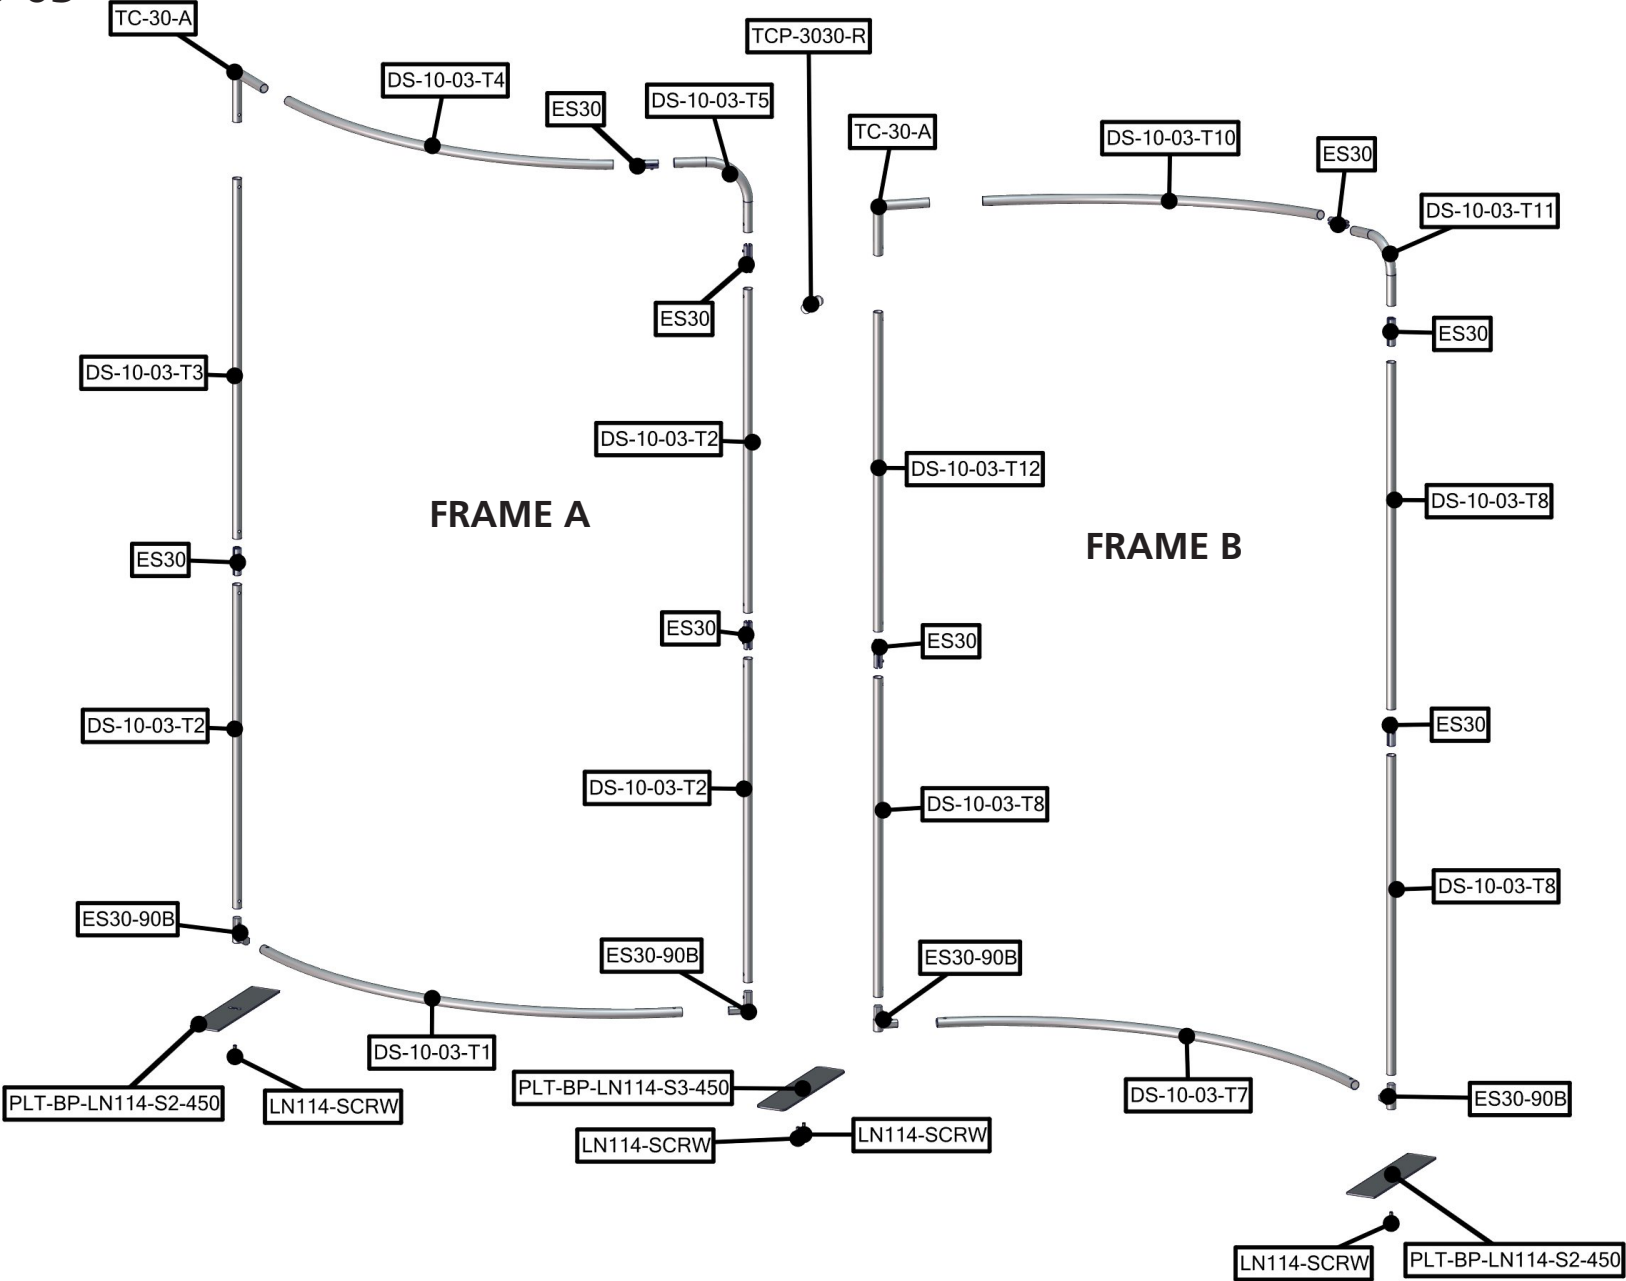 TC-30-A
TCP-3030-R
DS-10-03-T4
DS-10-03-T5
ES30
TC-30-A
DS-10-03-T10
ES30
DS-10-03-T11
ES30
ES30
DS-10-03-T3
DS-10-03-T2
DS-10-03-T12
DS-10-03-T8
FRAME A
FRAME B
ES30
ES30
ES30
ES30
DS-10-03-T2
DS-10-03-T2
DS-10-03-T8
DS-10-03-T8
ES30-90B
ES30-90B
ES30-90B
DS-10-03-T1
PLT-BP-LN114-S2-450
LN114-SCRW
PLT-BP-LN114-S3-450
DS-10-03-T7
ES30-90B
LN114-SCRW
LN114-SCRW
LN114-SCRW
PLT-BP-LN114-S2-450